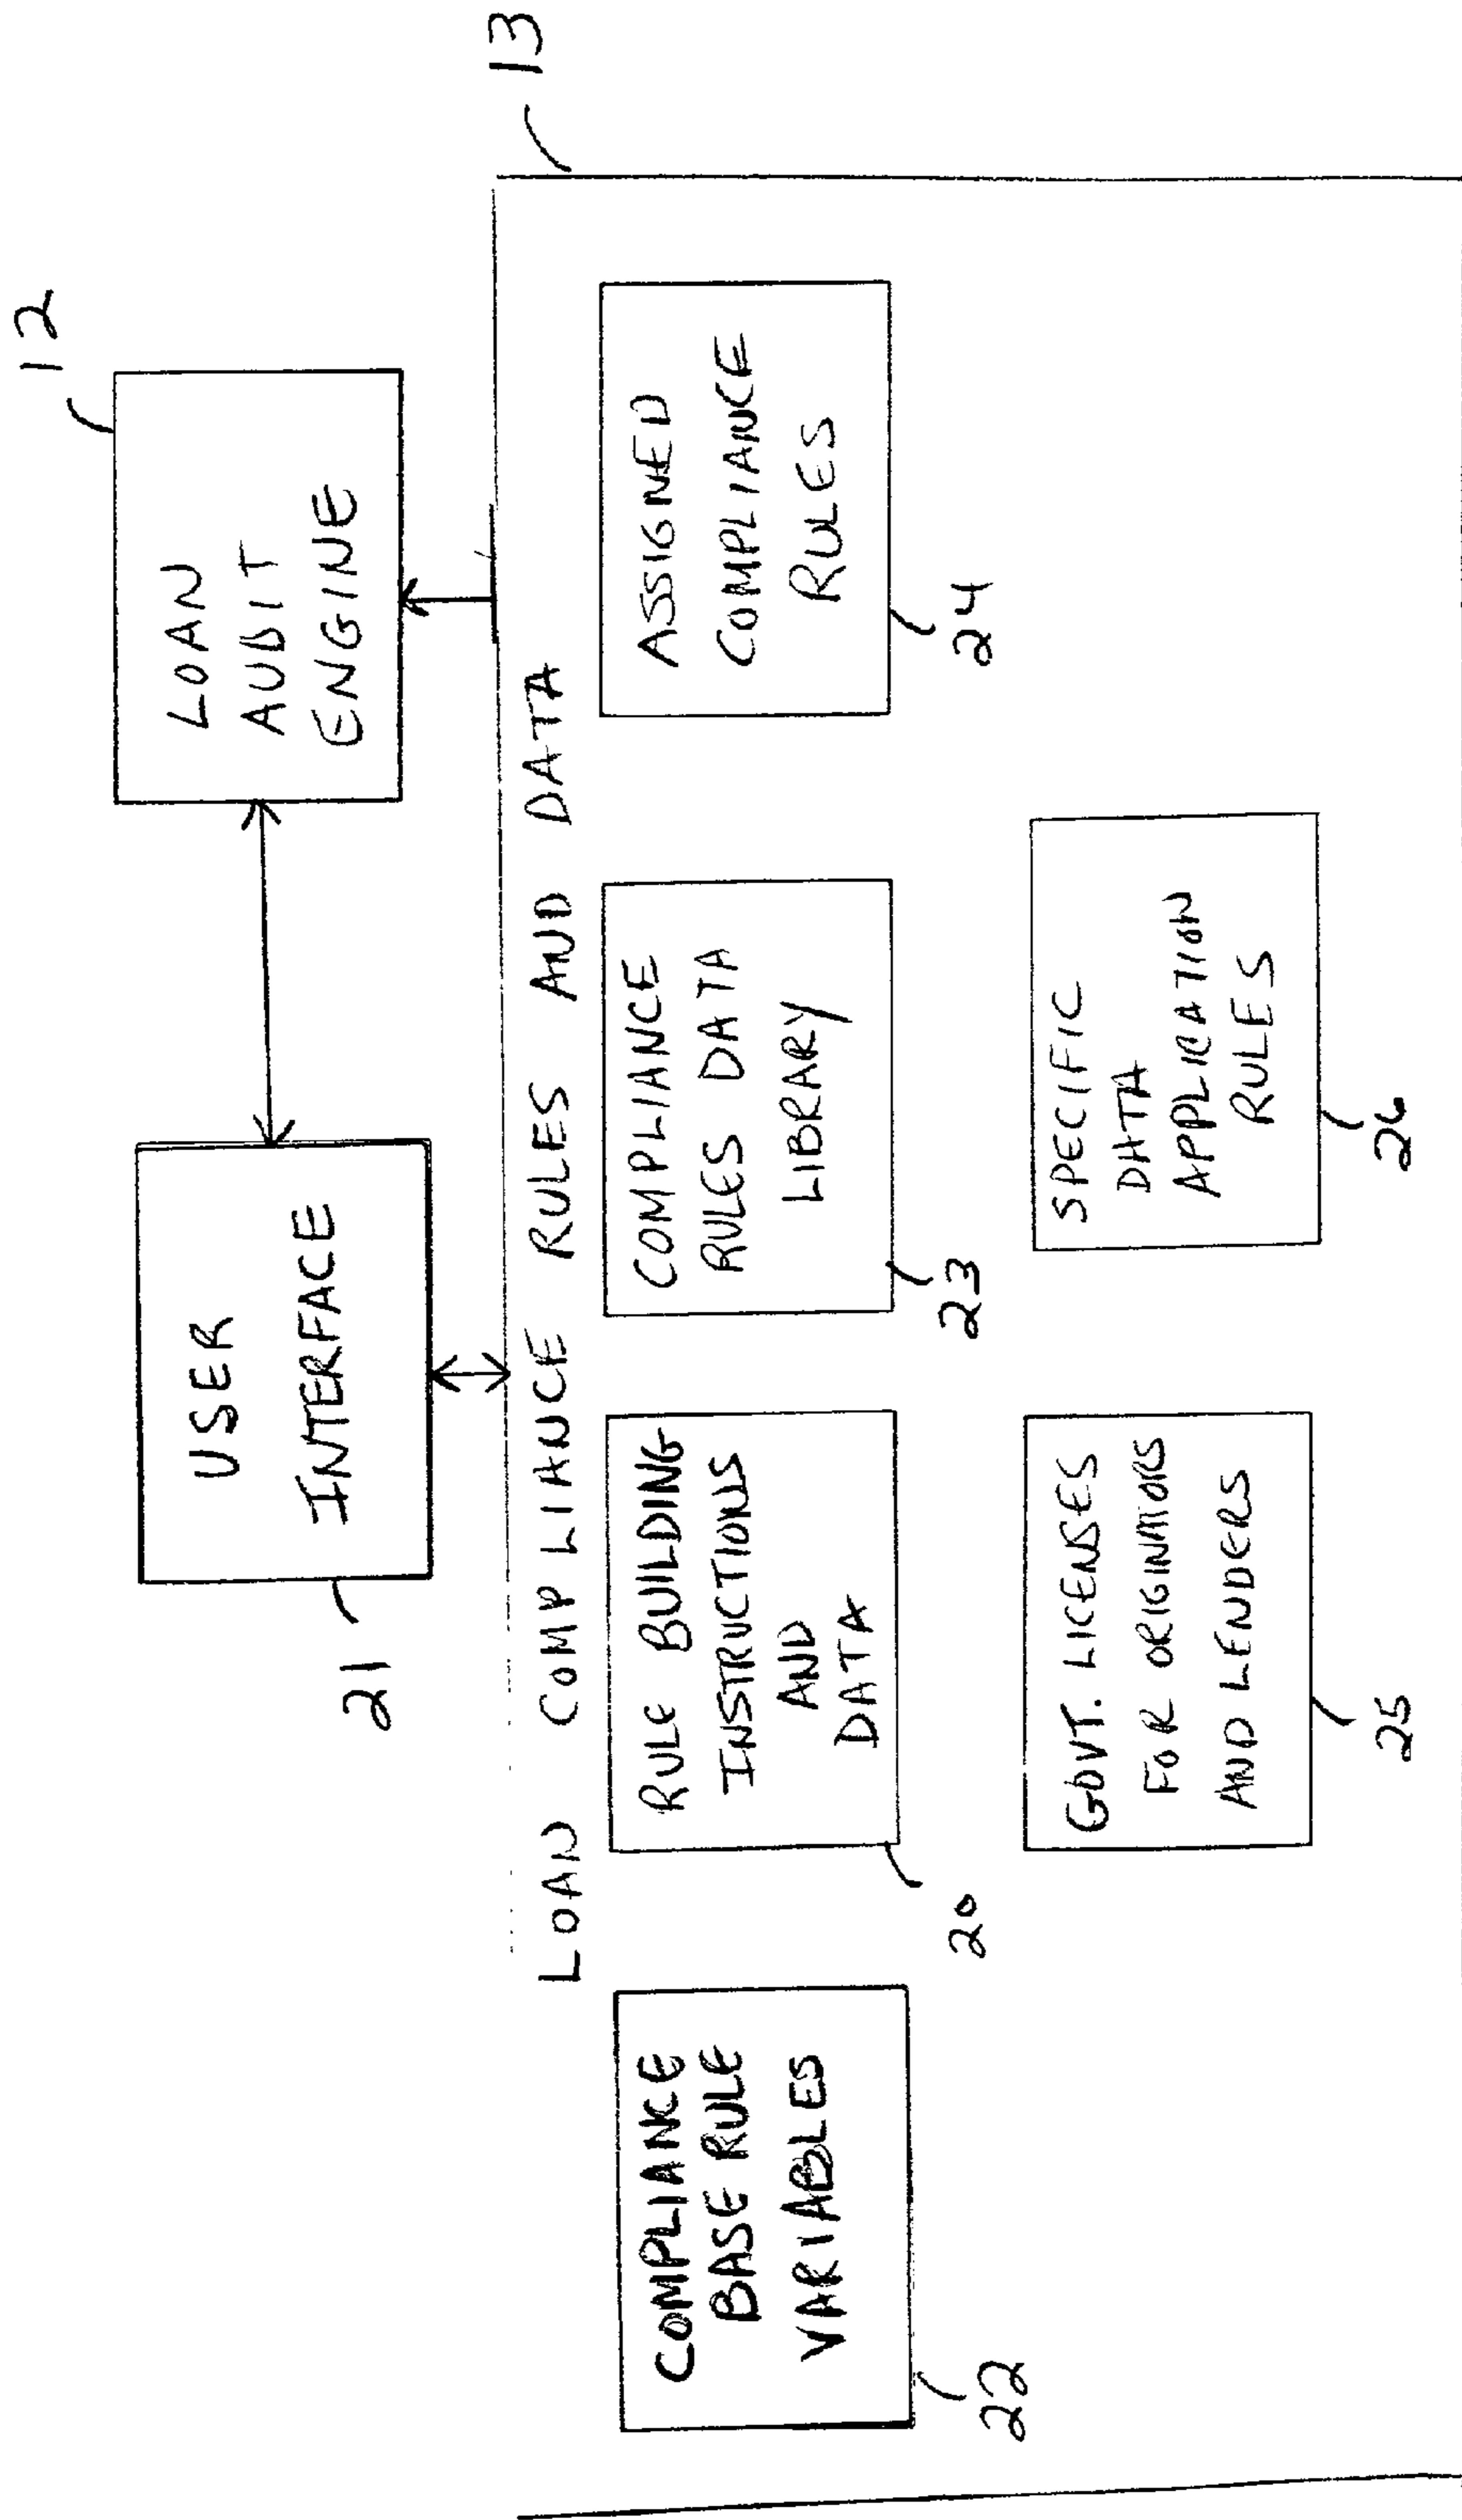 12
LOAN
AUDIT
ENGINE
USER
INTERFACE
21
13
LOAN COMPLIANCE RULES AND DATA
COMPLIANCE
BASE RULE
VARIABLES
22
RULE BUILDING
INSTRUCTIONS
AND
DATA
20
COMPLIANCE
RULES DATA
LIBRARY
23
ASSIGNED
COMPLIANCE
RULES
24
GOVT. LICENSES
FOR ORIGINATORS
AND LENDERS
25
SPECIFIC
DATA
APPLICATION
RULES
26